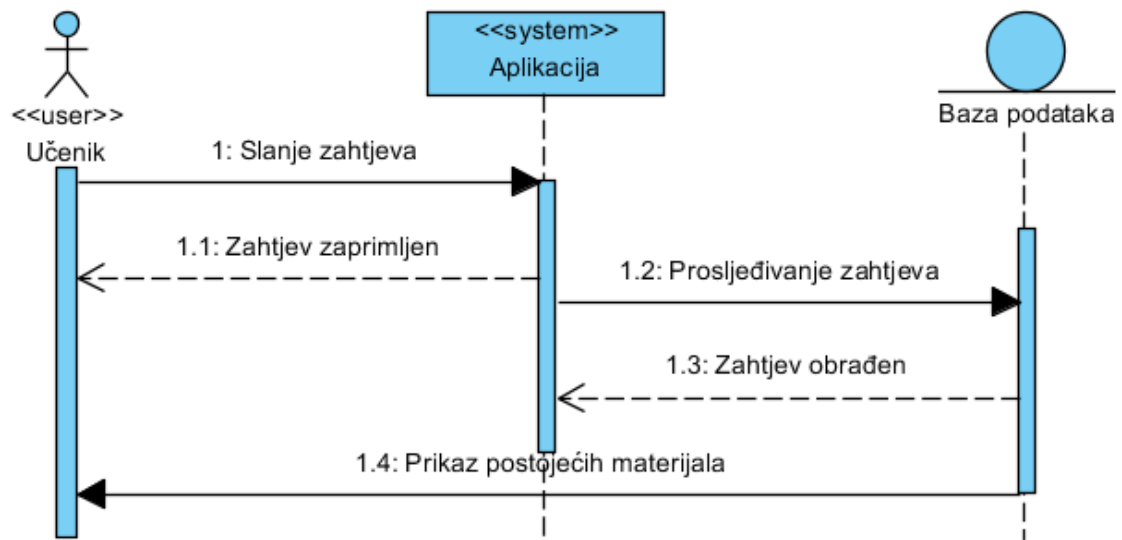 <<system>>
Aplikacija
<<user>>
Učenik
Baza podataka
1: Slanje zahtjeva
1.1: Zahtjev zaprimljen
1.2: Prosljeđivanje zahtjeva
1.3: Zahtjev obrađen
1.4: Prikaz postojećih materijala